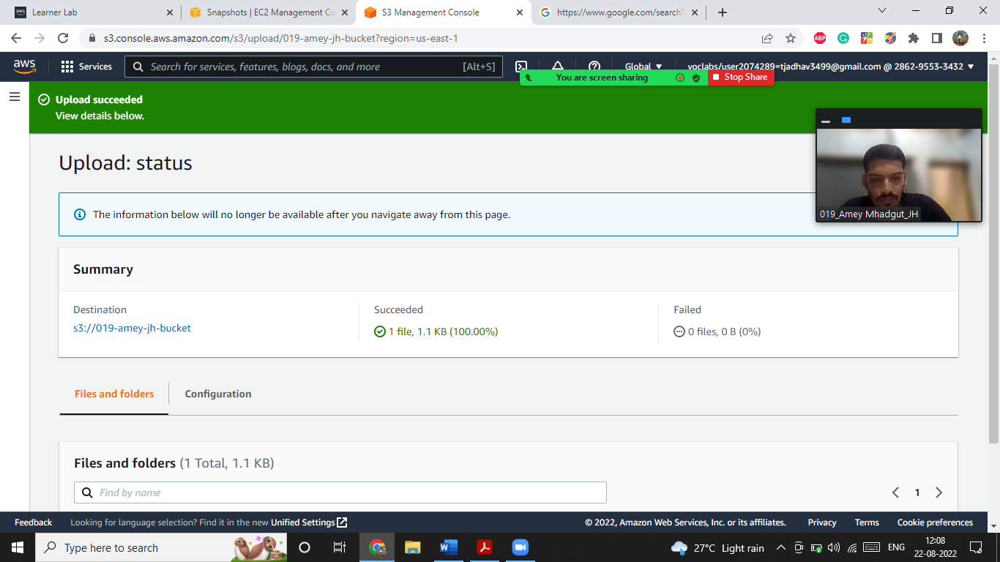 Learner Lab
Snapshots | EC2 Management Co
S3 Management Console
https://www.google.com/search?
s3.console.aws.amazon.com/s3/upload/019-amey-jh-bucket?region=us-east-1
ABP
aws
Services
Search for services, features, blogs, docs, and more
[Alt+S]
Global
voclabs/user2074289=tjadhav3499@gmail.com @ 2862-9553-3432
You are screen sharing
Stop Share
Upload succeeded
View details below.
019_Amey Mhadgut_JH
Upload: status
The information below will no longer be available after you navigate away from this page.
Summary
Destination
s3://019-amey-jh-bucket
Succeeded
1 file, 1.1 KB (100.00%)
Failed
0 files, 0 B (0%)
Files and folders
Configuration
Files and folders (1 Total, 1.1 KB)
Find by name
1
Feedback
Looking for language selection? Find it in the new Unified Settings
© 2022, Amazon Web Services, Inc. or its affiliates.
Privacy
Terms
Cookie preferences
Type here to search
27°C Light rain
ENG
12:08
22-08-2022